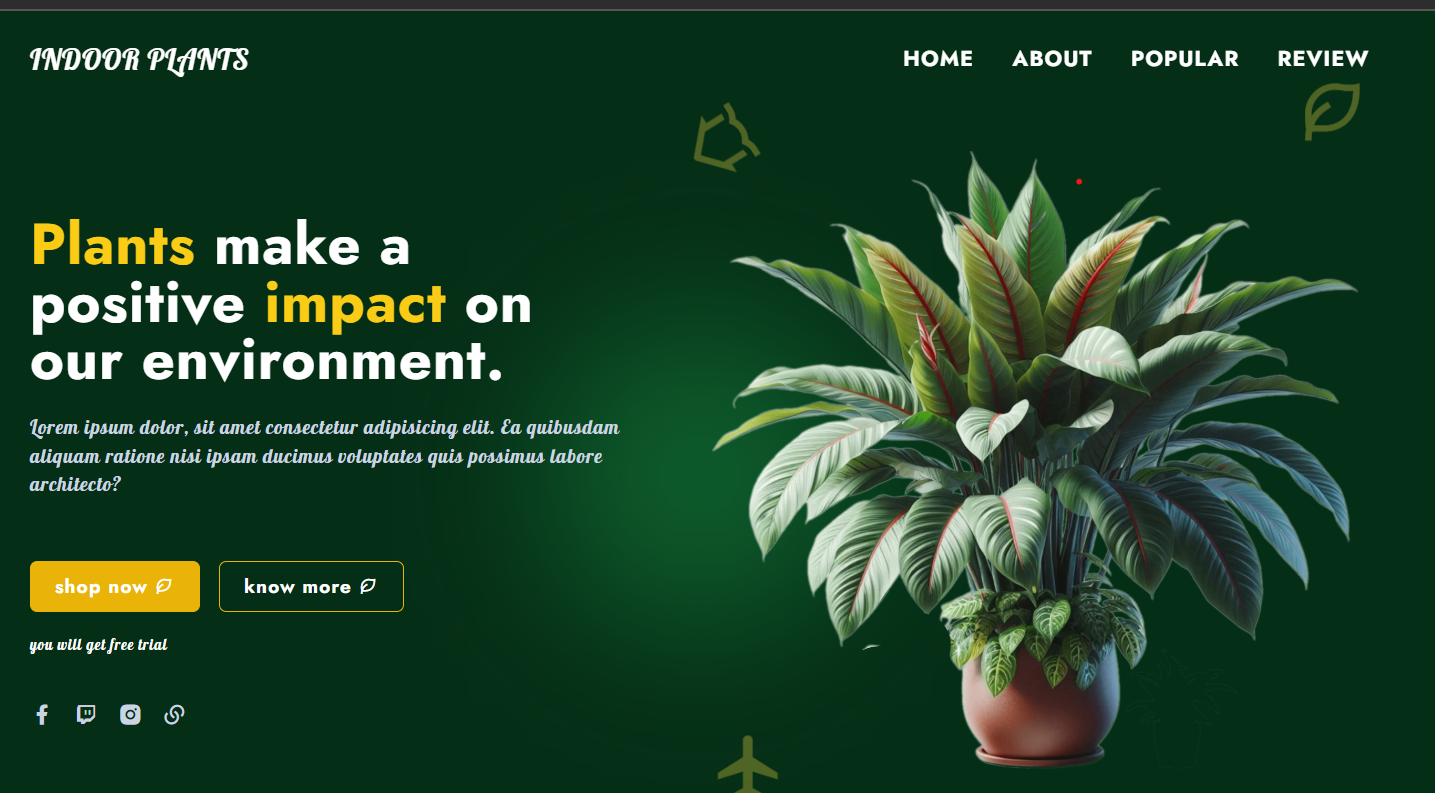 INDOOR PLANTS
HOME ABOUT POPULAR REVIEW
Plants make a
positive impact on
our environment.
Lorem ipsum dolor, sit amet consectetur adipisicing elit. Ea quibusdam
aliquam ratione nisi ipsam ducimus voluptates quis possimus labore
architecto?
shop now know more
you will get free trial